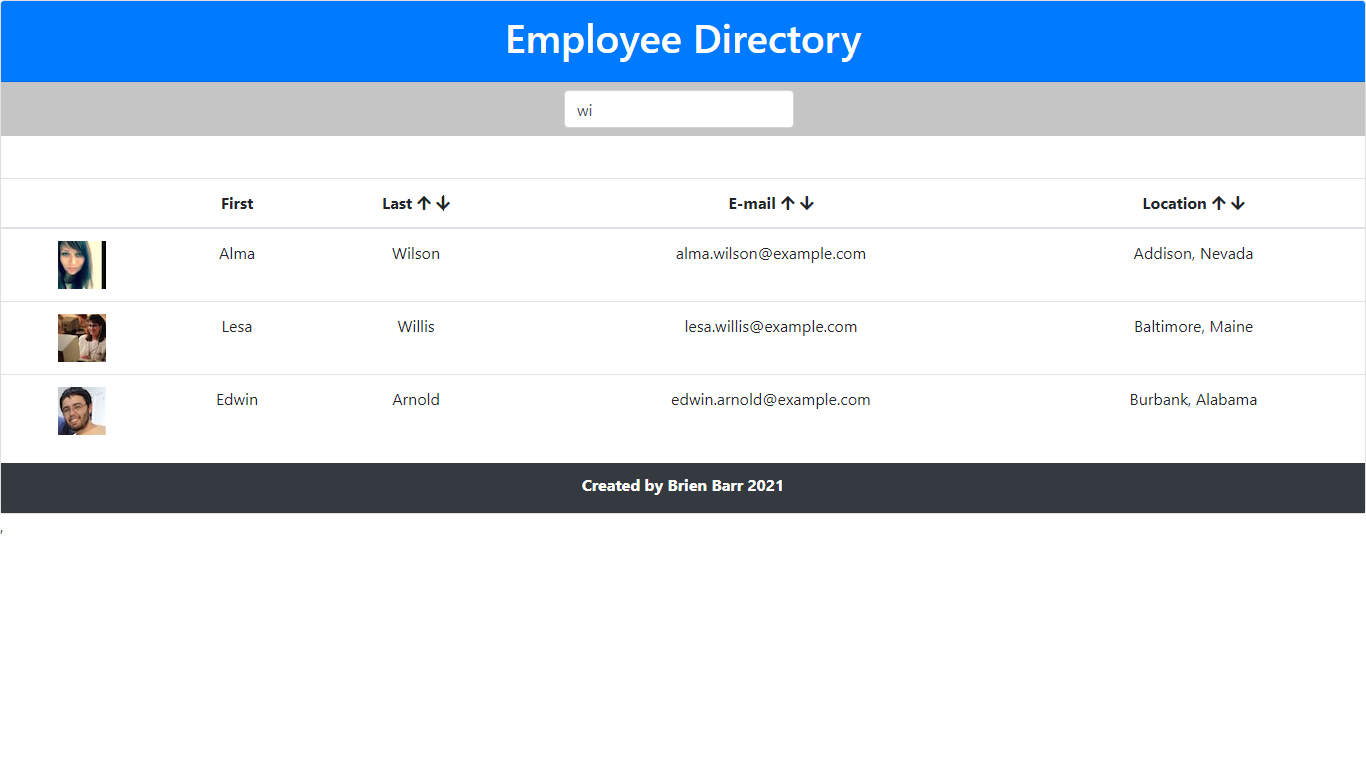 Employee Directory
wi
First Last ↑ ↓ E-mail ↑ ↓ Location ↑ ↓
Alma Wilson alma.wilson@example.com Addison, Nevada
Lesa Willis lesa.willis@example.com Baltimore, Maine
Edwin Arnold edwin.arnold@example.com Burbank, Alabama
Created by Brien Barr 2021
,